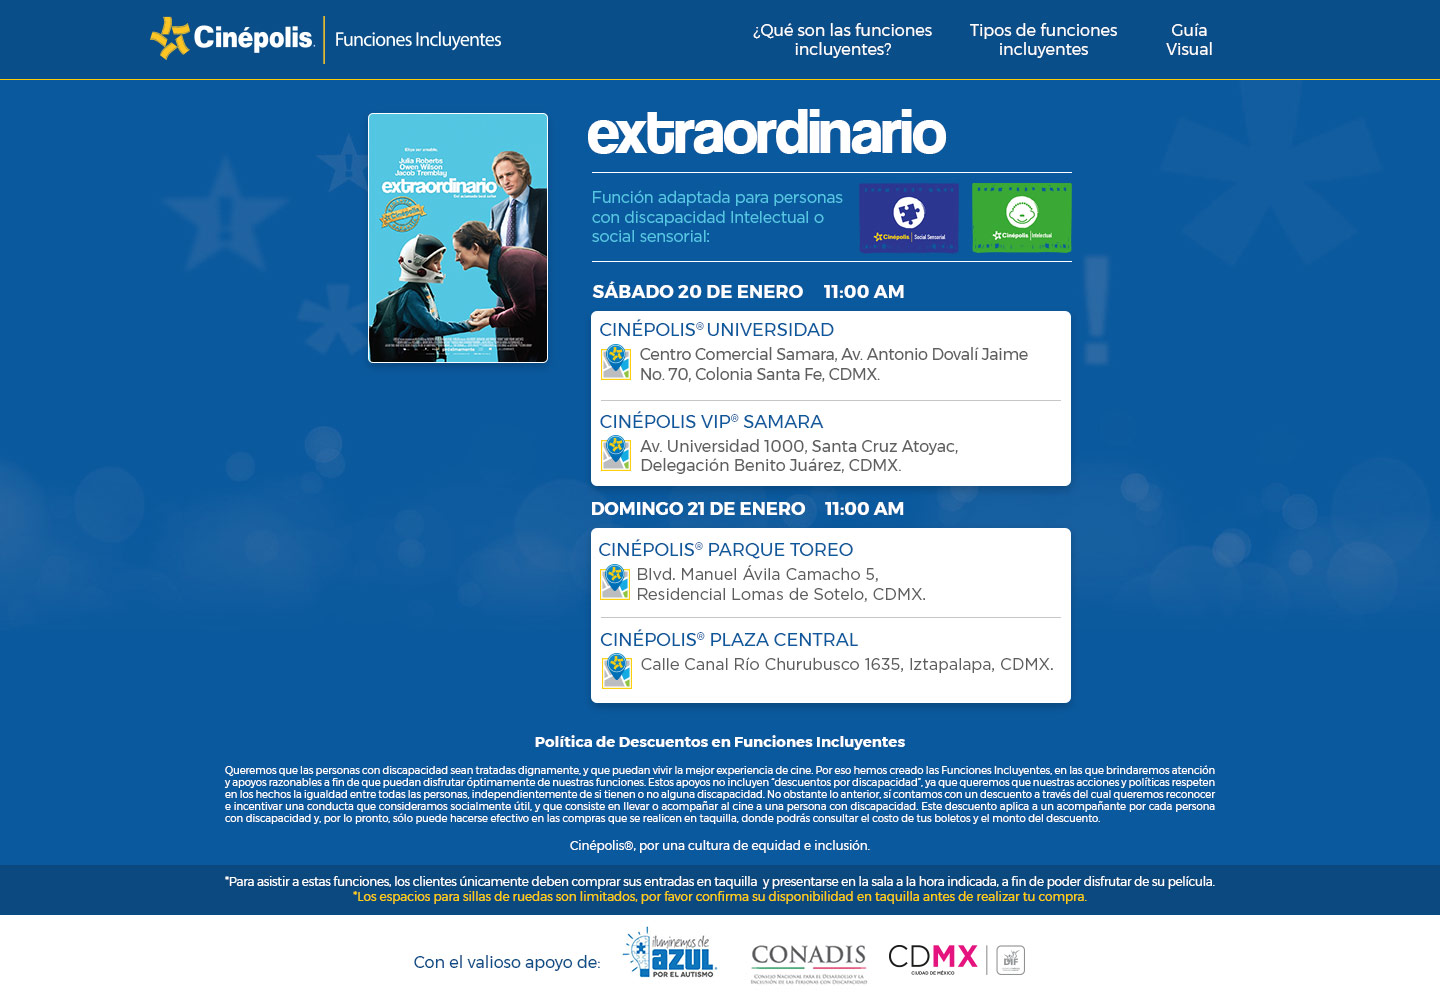 Cinépolis.
Funciones Incluyentes
¿Qué son las funciones
incluyentes?
Tipos de funciones
incluyentes
Guía
Visual
Julia Roberts
Owen Wilson
Jacob Tremblay
extraordinario
Cinépolis
próximamente
extraordinario
Función adaptada para personas
con discapacidad Intelectual o
social sensorial:
Cinépolis | Social Sensorial
Cinépolis | Intelectual
SÁBADO 20 DE ENERO 11:00 AM
CINÉPOLIS® UNIVERSIDAD
Centro Comercial Samara, Av. Antonio Dovalí Jaime
No. 70, Colonia Santa Fe, CDMX.
CINÉPOLIS VIP® SAMARA
Av. Universidad 1000, Santa Cruz Atoyac,
Delegación Benito Juárez, CDMX.
DOMINGO 21 DE ENERO 11:00 AM
CINÉPOLIS® PARQUE TOREO
Blvd. Manuel Ávila Camacho 5,
Residencial Lomas de Sotelo, CDMX.
CINÉPOLIS® PLAZA CENTRAL
Calle Canal Río Churubusco 1635, Iztapalapa, CDMX.
Política de Descuentos en Funciones Incluyentes
Queremos que las personas con discapacidad sean tratadas dignamente, y que puedan vivir la mejor experiencia de cine. Por eso hemos creado las Funciones Incluyentes, en las que brindaremos atención
y apoyos razonables a fin de que puedan disfrutar óptimamente de nuestras funciones. Estos apoyos no incluyen "descuentos por discapacidad", ya que queremos que nuestras acciones y políticas respeten
en los hechos la igualdad entre todas las personas, independientemente de si tienen o no alguna discapacidad. No obstante lo anterior, sí contamos con un descuento a través del cual queremos reconocer
e incentivar una conducta que consideramos socialmente útil, y que consiste en llevar o acompañar al cine a una persona con discapacidad. Este descuento aplica a un acompañante por cada persona
con discapacidad y, por lo pronto, sólo puede hacerse efectivo en las compras que se realicen en taquilla, donde podrás consultar el costo de tus boletos y el monto del descuento.
Cinépolis®, por una cultura de equidad e inclusión.
*Para asistir a estas funciones, los clientes únicamente deben comprar sus entradas en taquilla y presentarse en la sala a la hora indicada, a fin de poder disfrutar de su película.
*Los espacios para sillas de ruedas son limitados, por favor confirma su disponibilidad en taquilla antes de realizar tu compra.
Con el valioso apoyo de:
iluminemos de
AZUL
POR EL AUTISMO
CONADIS
CONSEJO NACIONAL PARA EL DESARROLLO Y LA
INCLUSIÓN DE LAS PERSONAS CON DISCAPACIDAD
CDMX
CIUDAD DE MÉXICO
DIF